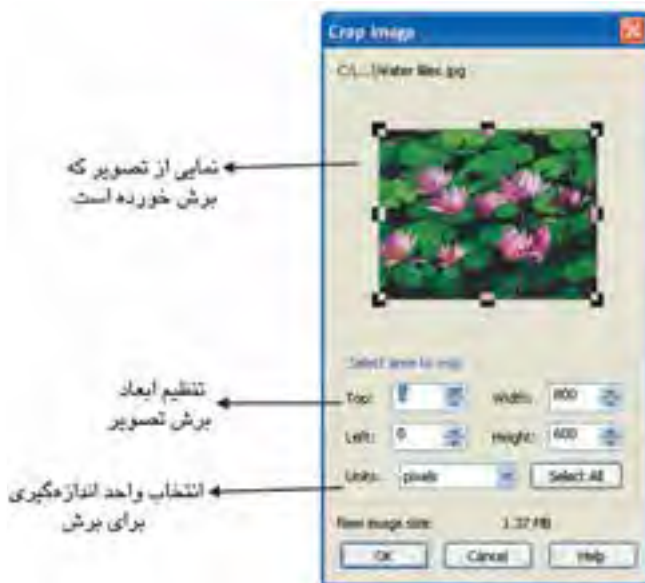 Crop Image
C:\...\Water lilies.jpg
نمایی از تصویر که
برش خورده است
Select area to crop
تنظیم ابعاد
برش تصویر
Top:
Width: 800
Left: 0
Height: 600
انتخاب واحد اندازه‌گیری
برای برش
Units: pixels
Select All
New image size: 1.37 MB
OK
Cancel
Help